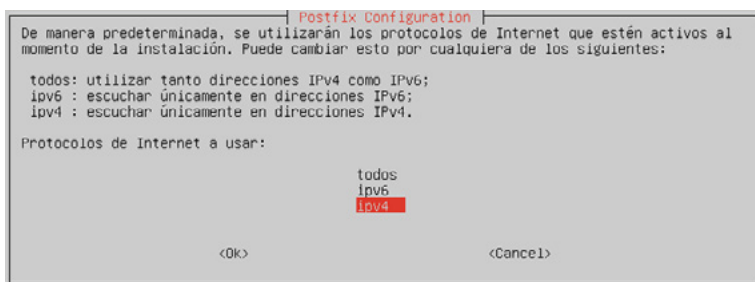 Postfix Configuration
De manera predeterminada, se utilizarán los protocolos de Internet que estén activos al
momento de la instalación. Puede cambiar esto por cualquiera de los siguientes:
todos: utilizar tanto direcciones IPv4 como IPv6;
ipv6 : escuchar únicamente en direcciones IPv6;
ipv4 : escuchar únicamente en direcciones IPv4.
Protocolos de Internet a usar:
todos
ipv6
ipv4
<Ok> <Cancel>